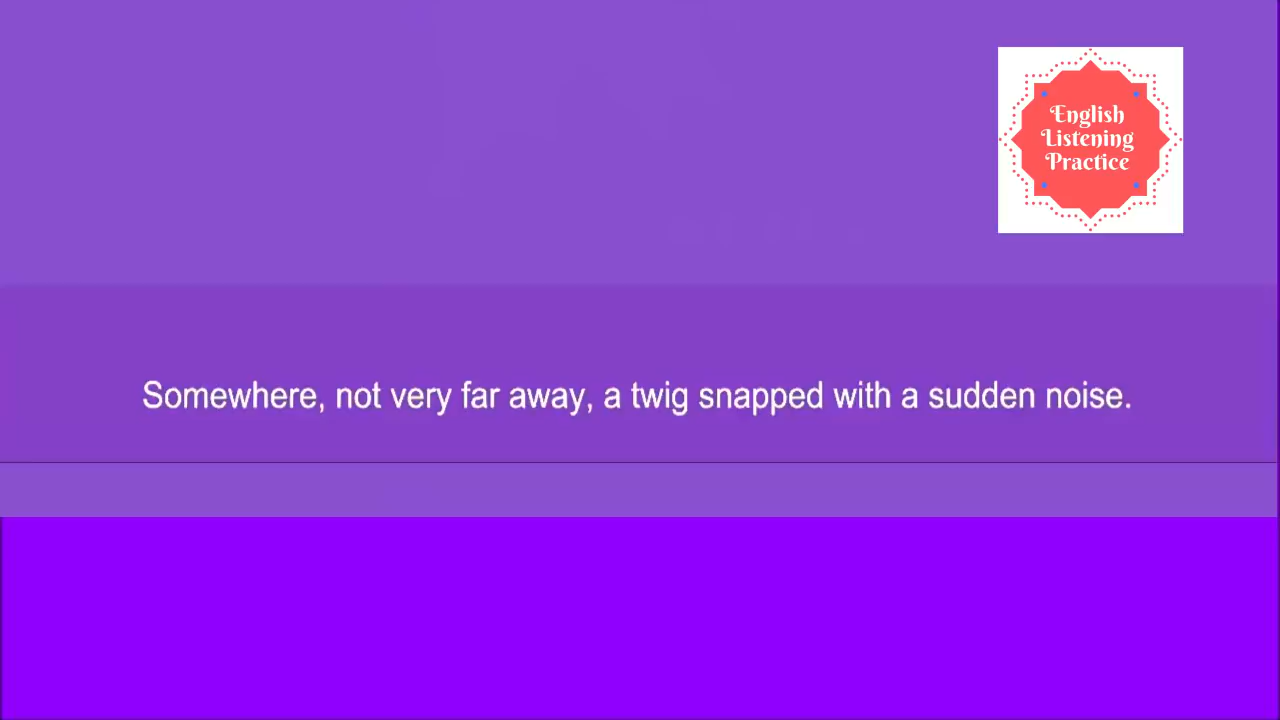 English
Listening
Practice
Somewhere, not very far away, a twig snapped with a sudden noise.